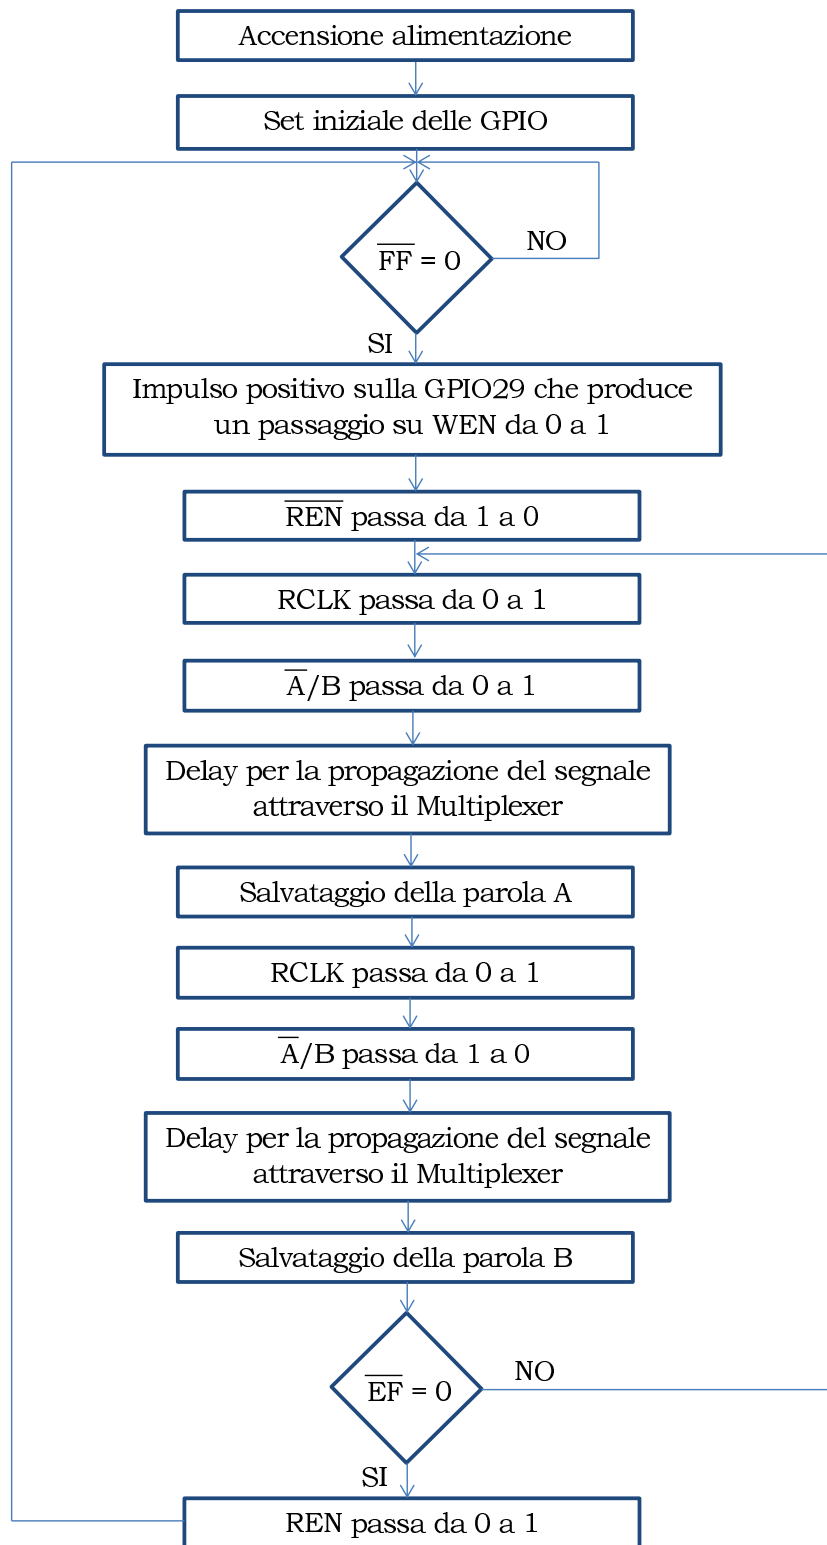 Accensione alimentazione
Set iniziale delle GPIO
F̅F̅ = 0
NO
SI
Impulso positivo sulla GPIO29 che produce
un passaggio su WEN da 0 a 1
R̅E̅N̅ passa da 1 a 0
RCLK passa da 0 a 1
A̅/B passa da 0 a 1
Delay per la propagazione del segnale
attraverso il Multiplexer
Salvataggio della parola A
RCLK passa da 0 a 1
A̅/B passa da 1 a 0
Delay per la propagazione del segnale
attraverso il Multiplexer
Salvataggio della parola B
E̅F̅ = 0
NO
SI
REN passa da 0 a 1